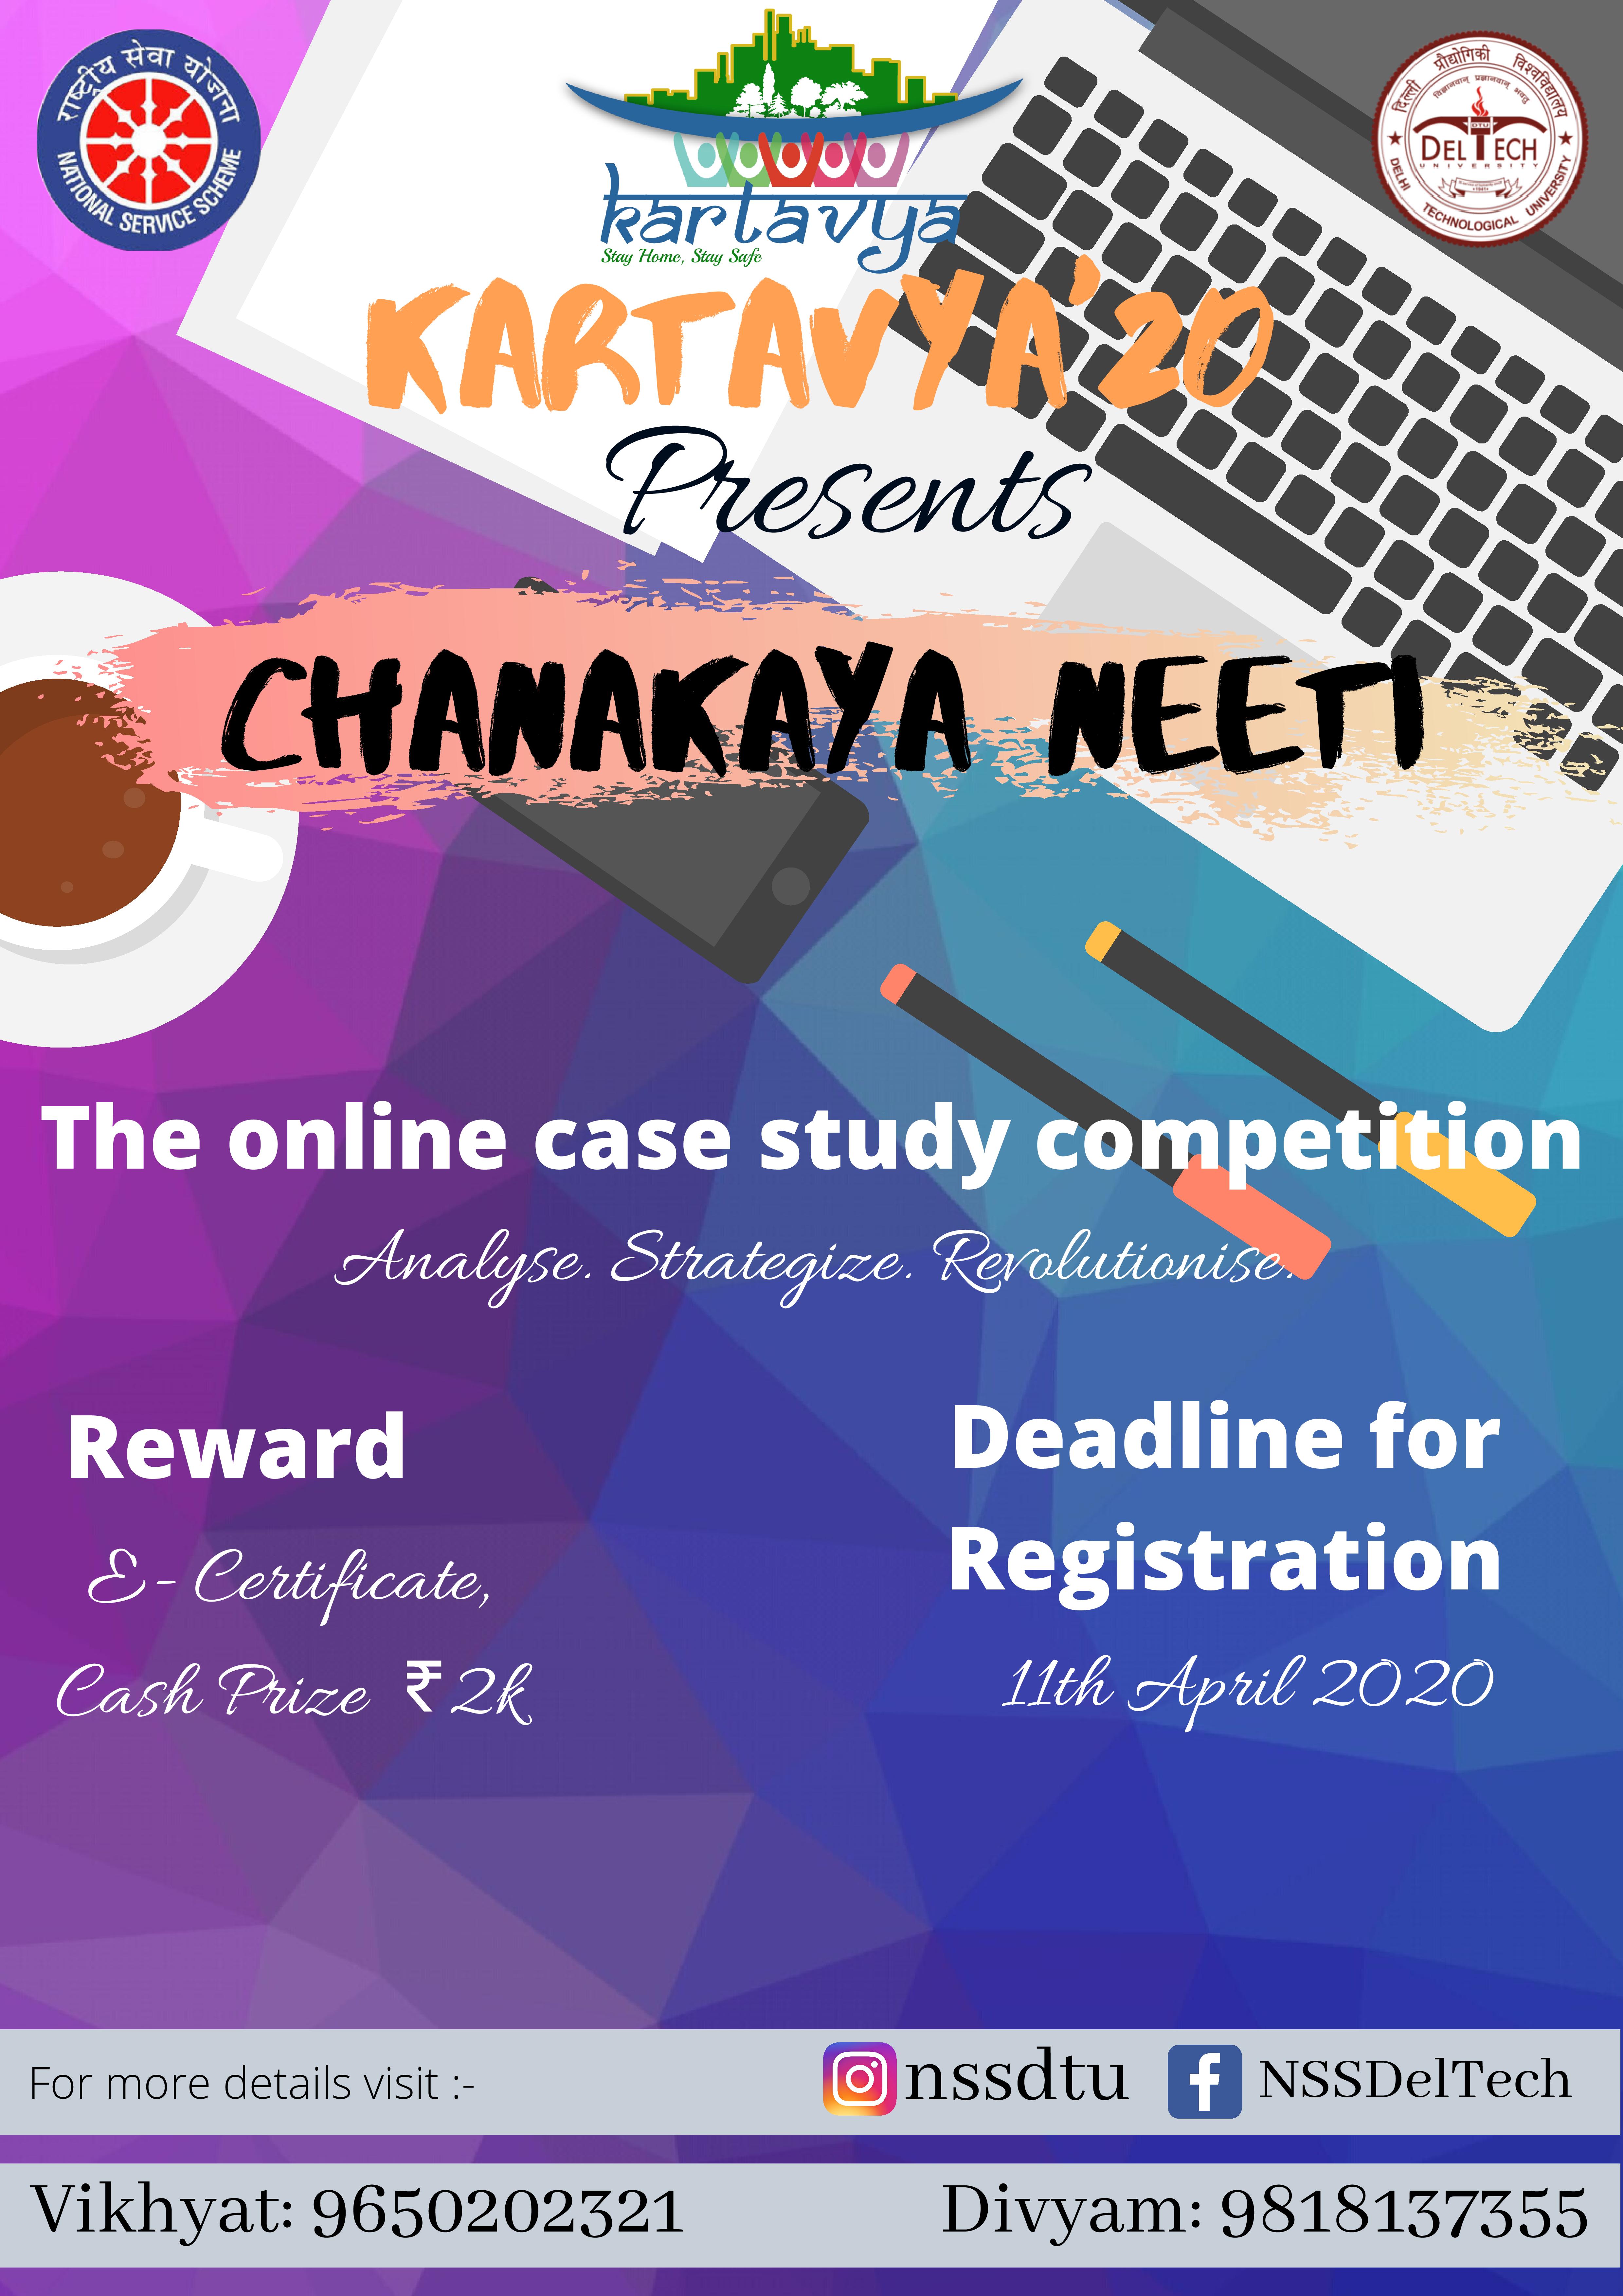 राष्ट्रीय सेवा योजना
NATIONAL SERVICE SCHEME
kartavya
Stay Home, Stay Safe
दिल्ली प्रौद्योगिकी विश्वविद्यालय
DTU
DELTECH
UNIVERSITY
DELHI TECHNOLOGICAL UNIVERSITY
KARTAVYA'20
Presents
CHANAKAYA NEETI
The online case study competition
Analyse. Strategize. Revolutionise.
Reward
E- Certificate,
Cash Prize ₹ 2k
Deadline for
Registration
11th April 2020
For more details visit :-
nssdtu
NSSDelTech
Vikhyat: 9650202321
Divyam: 9818137355